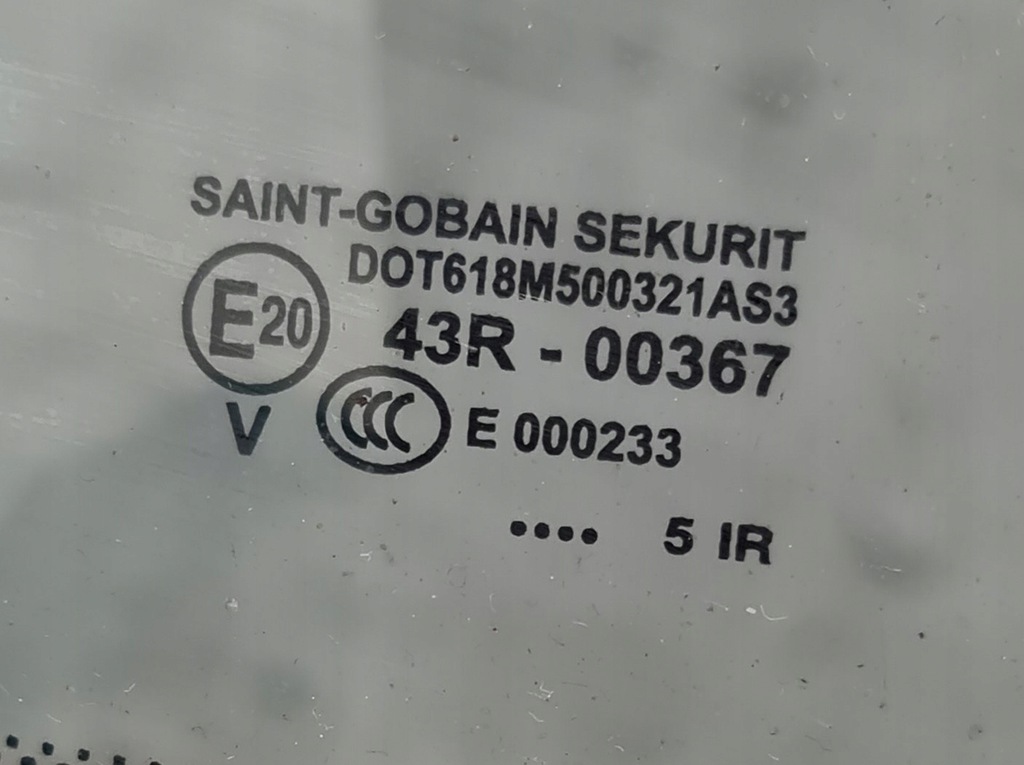 SAINT-GOBAIN SEKURIT
DOT618M500321AS3
E20 43R - 00367
V CCC E 000233
.... 5 IR